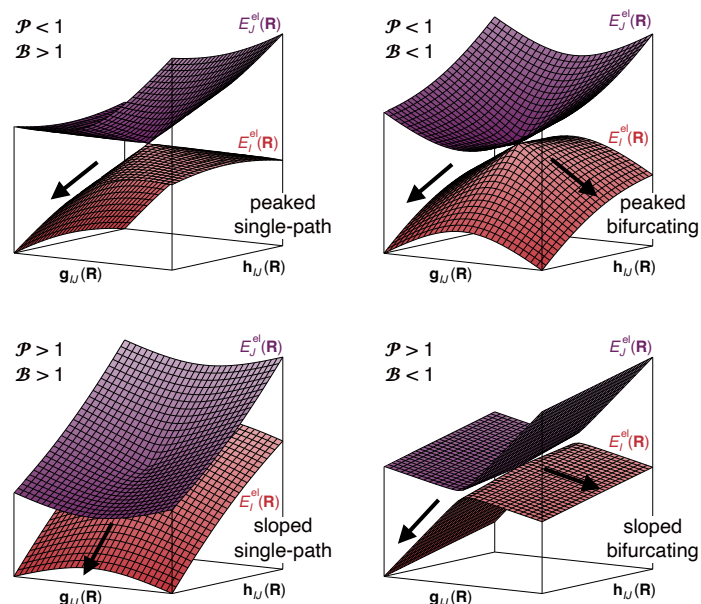 𝒫 < 1
ℬ > 1
E_J^el(R)
E_I^el(R)
peaked
single-path
g_IJ(R)
h_IJ(R)
𝒫 < 1
ℬ < 1
E_J^el(R)
E_I^el(R)
peaked
bifurcating
g_IJ(R)
h_IJ(R)
𝒫 > 1
ℬ > 1
E_J^el(R)
E_I^el(R)
sloped
single-path
g_IJ(R)
h_IJ(R)
𝒫 > 1
ℬ < 1
E_J^el(R)
E_I^el(R)
sloped
bifurcating
g_IJ(R)
h_IJ(R)